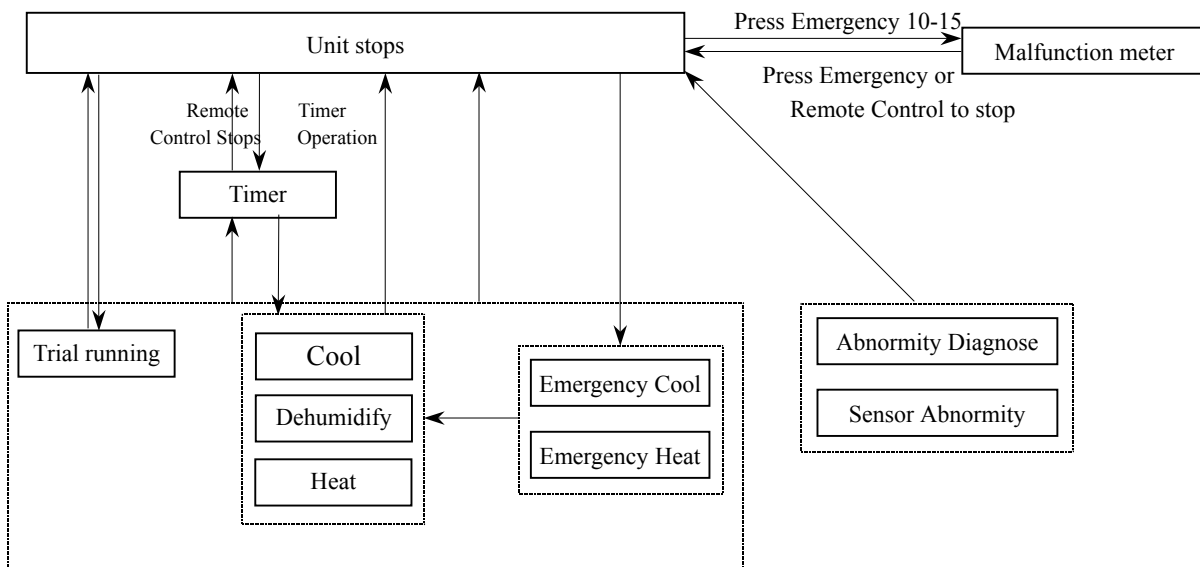 Unit stops
Press Emergency 10-15
Malfunction meter
Press Emergency or
Remote Control to stop
Remote
Control Stops
Timer
Operation
Timer
Trial running
Cool
Dehumidify
Heat
Emergency Cool
Emergency Heat
Abnormity Diagnose
Sensor Abnormity